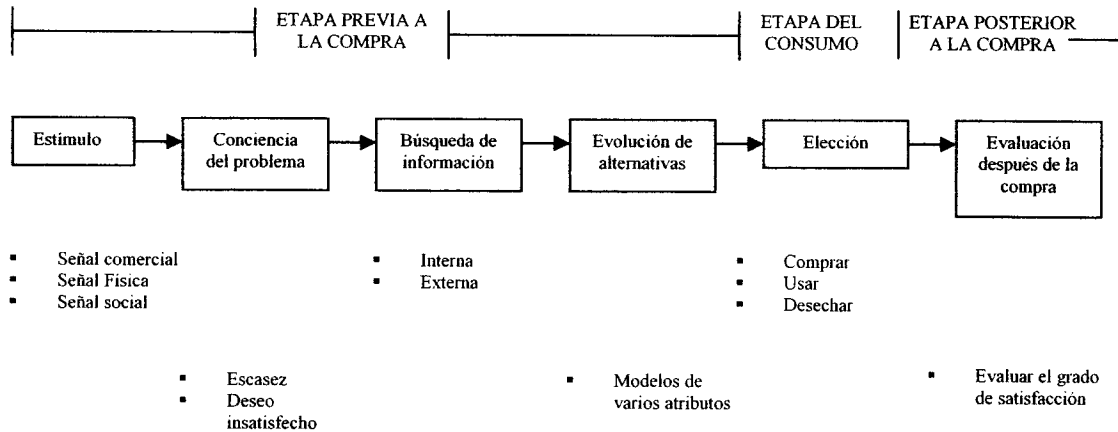 ETAPA PREVIA A
LA COMPRA
ETAPA DEL
CONSUMO
ETAPA POSTERIOR
A LA COMPRA
Estímulo
Conciencia
del problema
Búsqueda de
información
Evolución de
alternativas
Elección
Evaluación
después de la
compra
▪ Señal comercial
▪ Señal Física
▪ Señal social
▪ Interna
▪ Externa
▪ Comprar
▪ Usar
▪ Desechar
▪ Escasez
▪ Deseo
insatisfecho
▪ Modelos de
varios atributos
▪ Evaluar el grado
de satisfacción